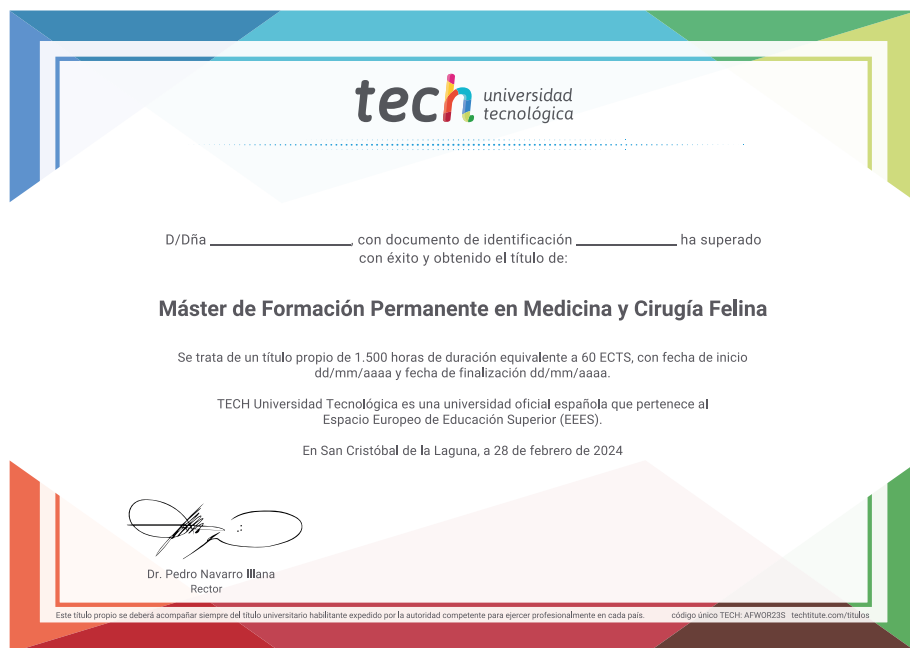 tech universidad
tecnológica
D/Dña ______________, con documento de identificación __________ ha superado
con éxito y obtenido el título de:
Máster de Formación Permanente en Medicina y Cirugía Felina
Se trata de un título propio de 1.500 horas de duración equivalente a 60 ECTS, con fecha de inicio
dd/mm/aaaa y fecha de finalización dd/mm/aaaa.
TECH Universidad Tecnológica es una universidad oficial española que pertenece al
Espacio Europeo de Educación Superior (EEES).
En San Cristóbal de la Laguna, a 28 de febrero de 2024
Dr. Pedro Navarro Illana
Rector
Este título propio se deberá acompañar siempre del título universitario habilitante expedido por la autoridad competente para ejercer profesionalmente en cada país. código único TECH: AFWOR23S techtitute.com/titulos